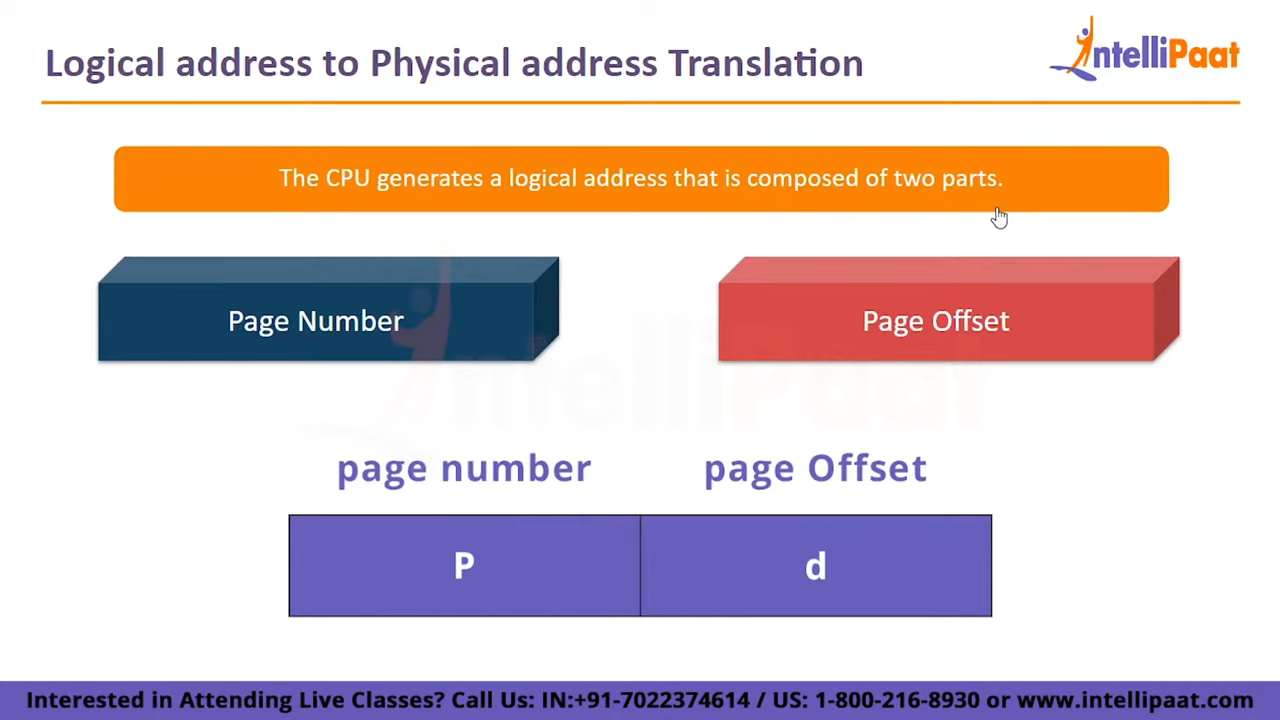 Logical address to Physical address Translation
IntelliPaat
The CPU generates a logical address that is composed of two parts.
Page Number
Page Offset
IntelliPaat
page number
page Offset
P
d
Interested in Attending Live Classes? Call Us: IN:+91-7022374614 / US: 1-800-216-8930 or www.intellipaat.com